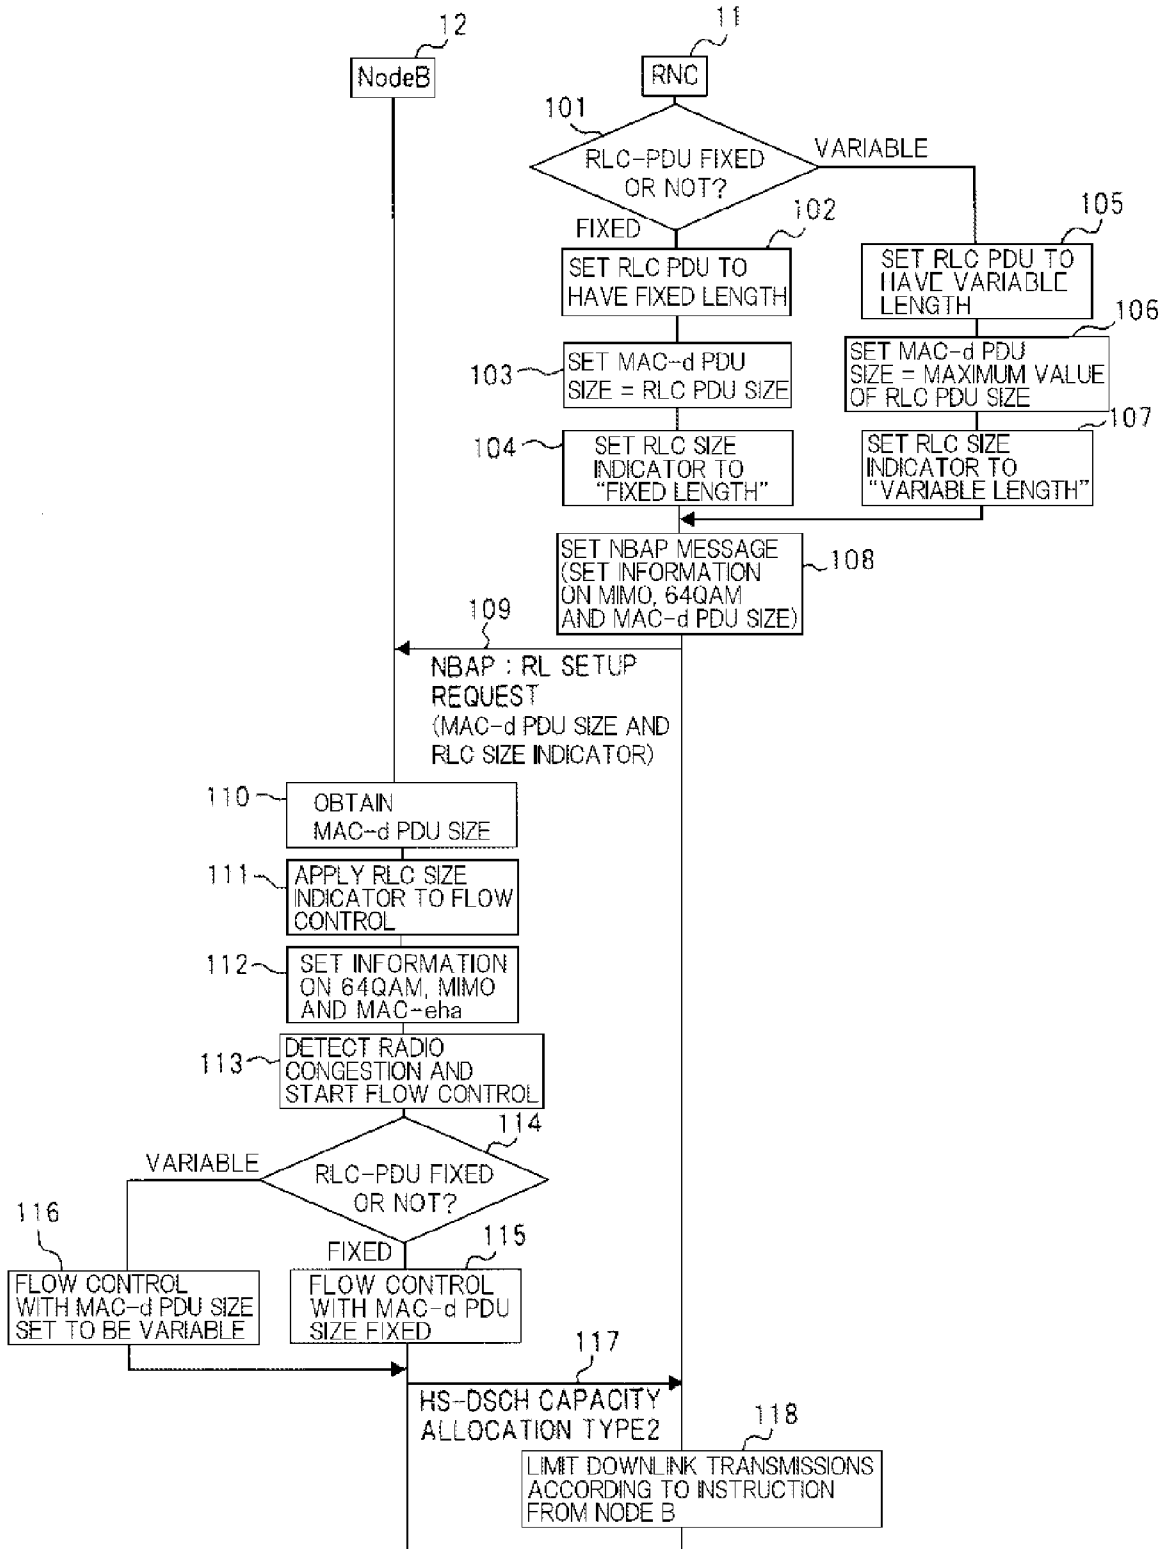 12
11
NodeB
RNC
101
RLC-PDU FIXED
OR NOT?
VARIABLE
FIXED
102
SET RLC PDU TO
HAVE FIXED LENGTH
105
SET RLC PDU TO
HAVE VARIABLE
LENGTH
103
SET MAC-d PDU
SIZE = RLC PDU SIZE
106
SET MAC-d PDU
SIZE = MAXIMUM VALUE
OF RLC PDU SIZE
104
SET RLC SIZE
INDICATOR TO
"FIXED LENGTH"
107
SET RLC SIZE
INDICATOR TO
"VARIABLE LENGTH"
SET NBAP MESSAGE
(SET INFORMATION
ON MIMO, 64QAM
AND MAC-d PDU SIZE)
108
109
NBAP : RL SETUP
REQUEST
(MAC-d PDU SIZE AND
RLC SIZE INDICATOR)
110
OBTAIN
MAC-d PDU SIZE
111
APPLY RLC SIZE
INDICATOR TO FLOW
CONTROL
112
SET INFORMATION
ON 64QAM, MIMO
AND MAC-eha
113
DETECT RADIO
CONGESTION AND
START FLOW CONTROL
114
RLC-PDU FIXED
OR NOT?
VARIABLE
FIXED
116
FLOW CONTROL
WITH MAC-d PDU SIZE
SET TO BE VARIABLE
115
FLOW CONTROL
WITH MAC-d PDU
SIZE FIXED
117
HS-DSCH CAPACITY
ALLOCATION TYPE2
118
LIMIT DOWNLINK TRANSMISSIONS
ACCORDING TO INSTRUCTION
FROM NODE B